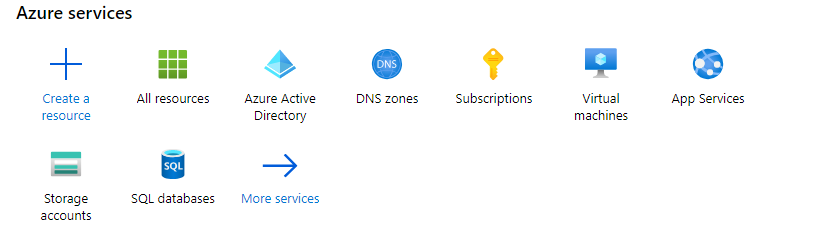 Azure services
Create a
resource
All resources
Azure Active
Directory
DNS
DNS zones
Subscriptions
Virtual
machines
App Services
Storage
accounts
SQL
SQL databases
More services